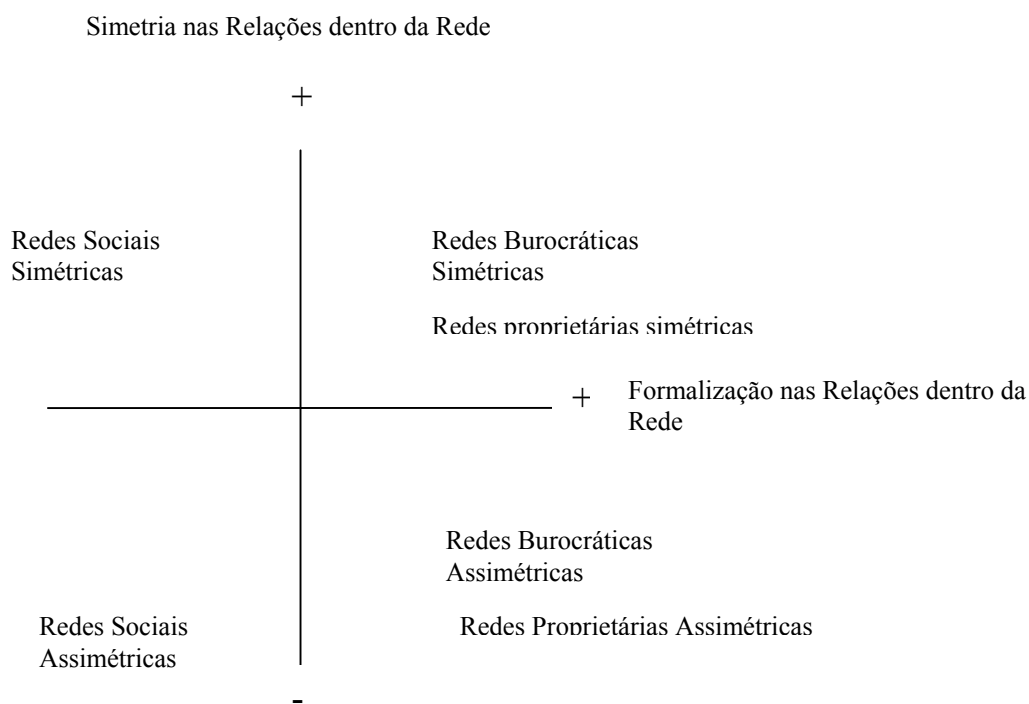 Simetria nas Relações dentro da Rede
+
Redes Sociais
Simétricas
Redes Burocráticas
Simétricas
Redes proprietárias simétricas
+
Formalização nas Relações dentro da
Rede
Redes Burocráticas
Assimétricas
Redes Sociais
Assimétricas
Redes Proprietárias Assimétricas
-